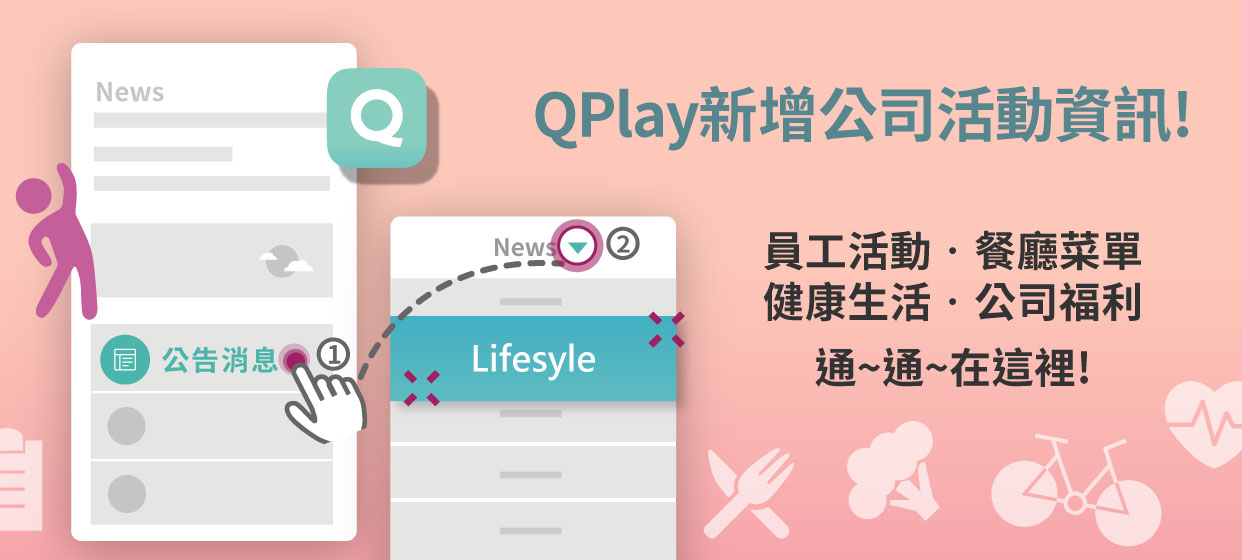 News
Q
QPlay新增公司活動資訊!
News
②
員工活動．餐廳菜單
健康生活．公司福利
公告消息
①
Lifesyle
通~通~在這裡!